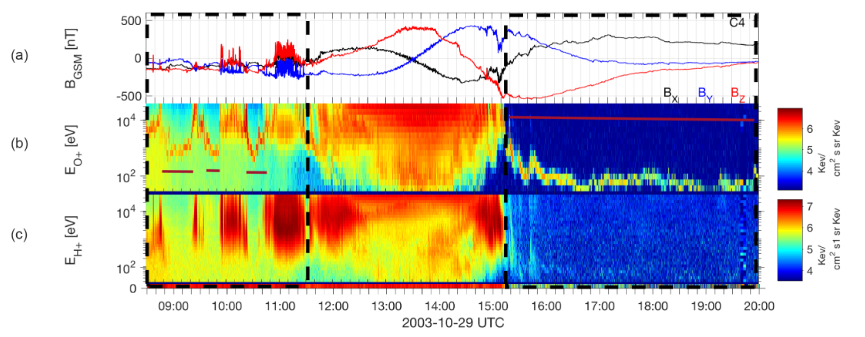 C4
500
0
-500
B_GSM [nT]
(a)
B_X B_Y B_Z
10^4
10^2
E_O+ [eV]
(b)
6
5
4
Kev/
cm^2 s sr Kev
10^4
10^2
0
E_H+ [eV]
(c)
7
6
5
4
Kev/
cm^2 s1 sr Kev
09:00 10:00 11:00 12:00 13:00 14:00 15:00 16:00 17:00 18:00 19:00 20:00
2003-10-29 UTC